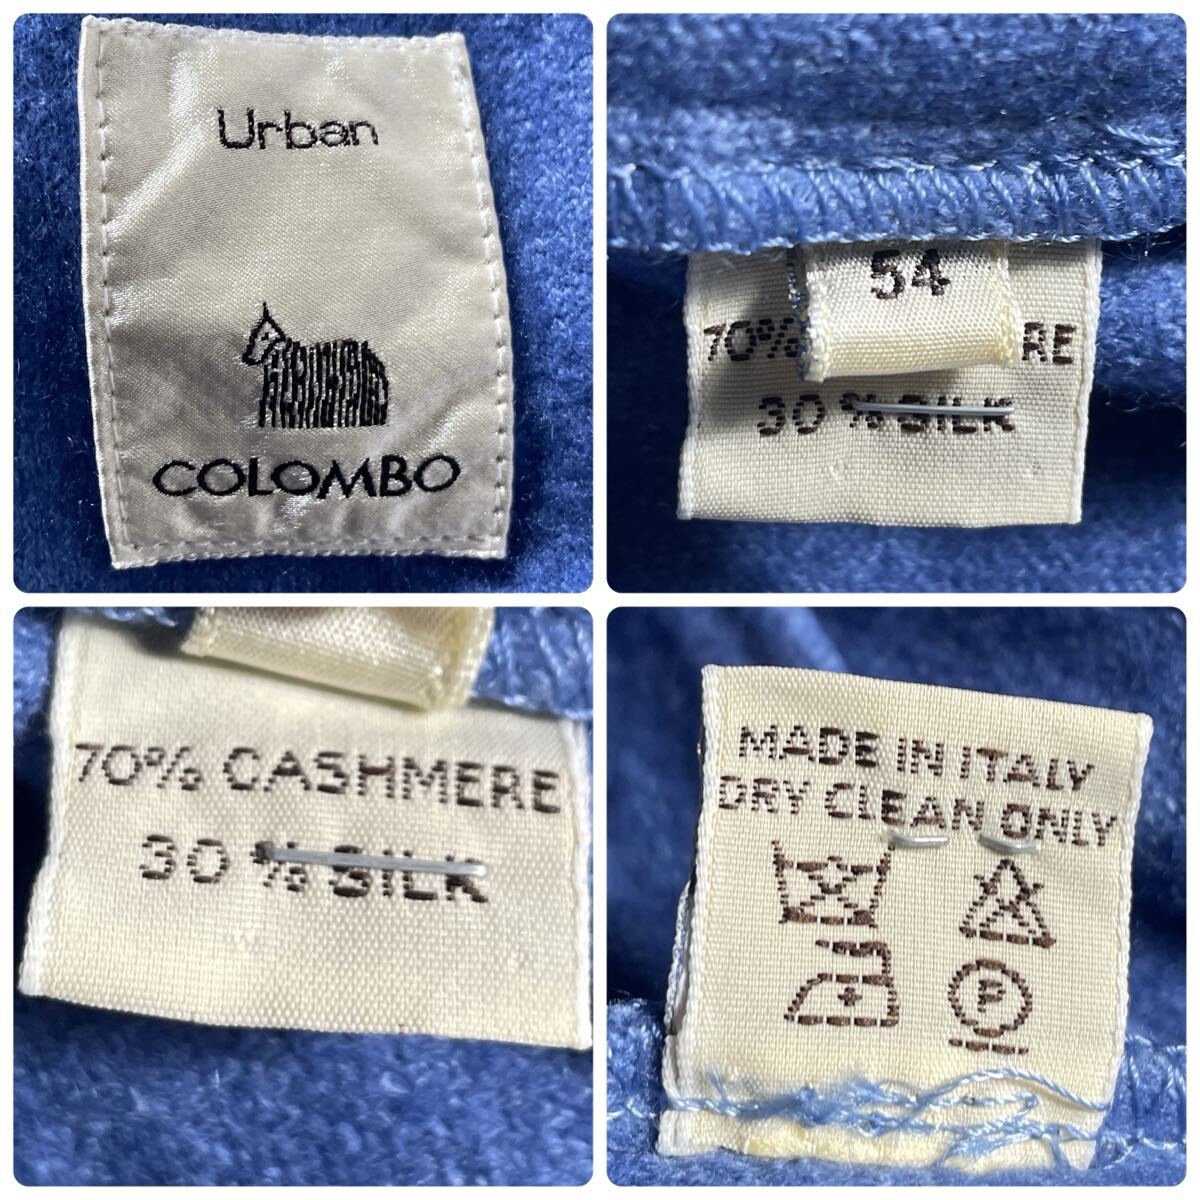 Urban
COLOMBO
54
70% RE
30 % SILK
70% CASHMERE
30 % SILK
MADE IN ITALY
DRY CLEAN ONLY
P